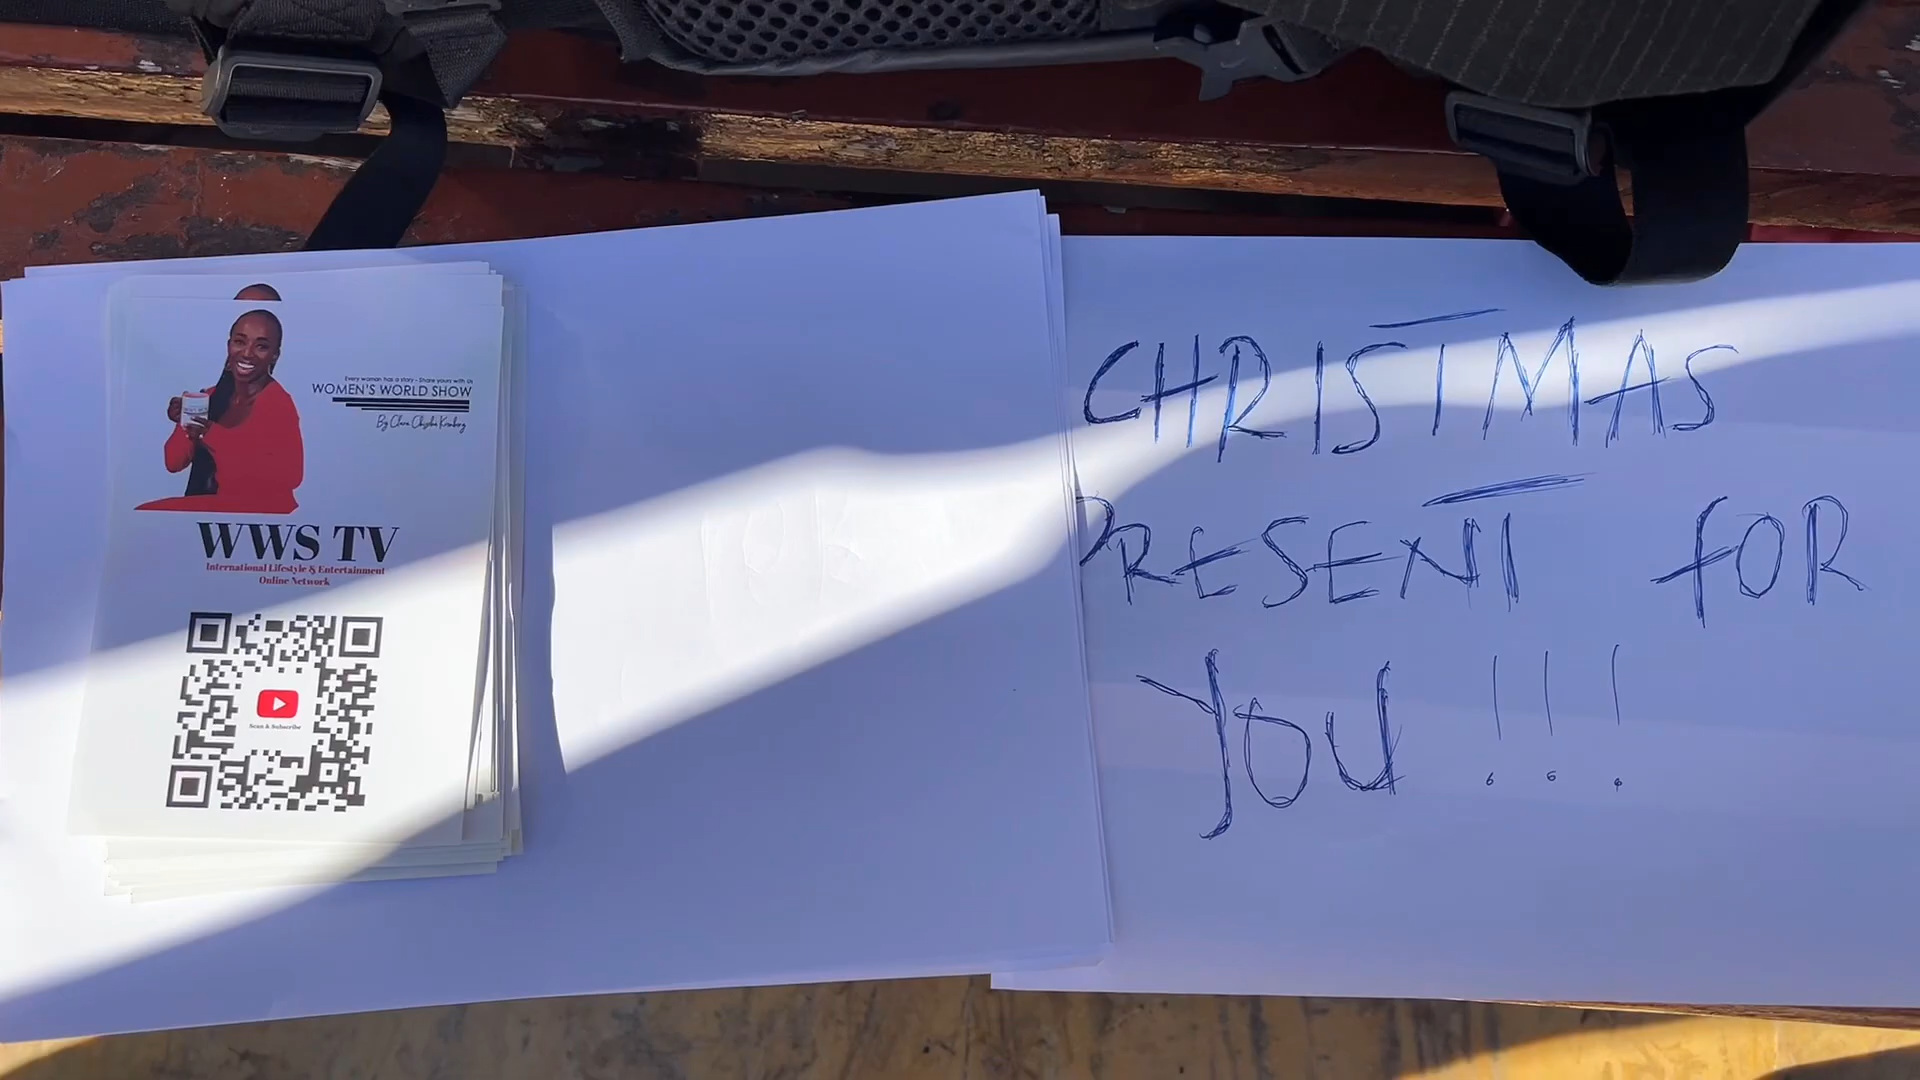 Every woman has a story - Share yours with Us
WOMEN'S WORLD SHOW
WWS TV
International Lifestyle & Entertainment
Online Network
Scan & Subscribe
CHRISTMAS
PRESENT FOR
YOU!!!